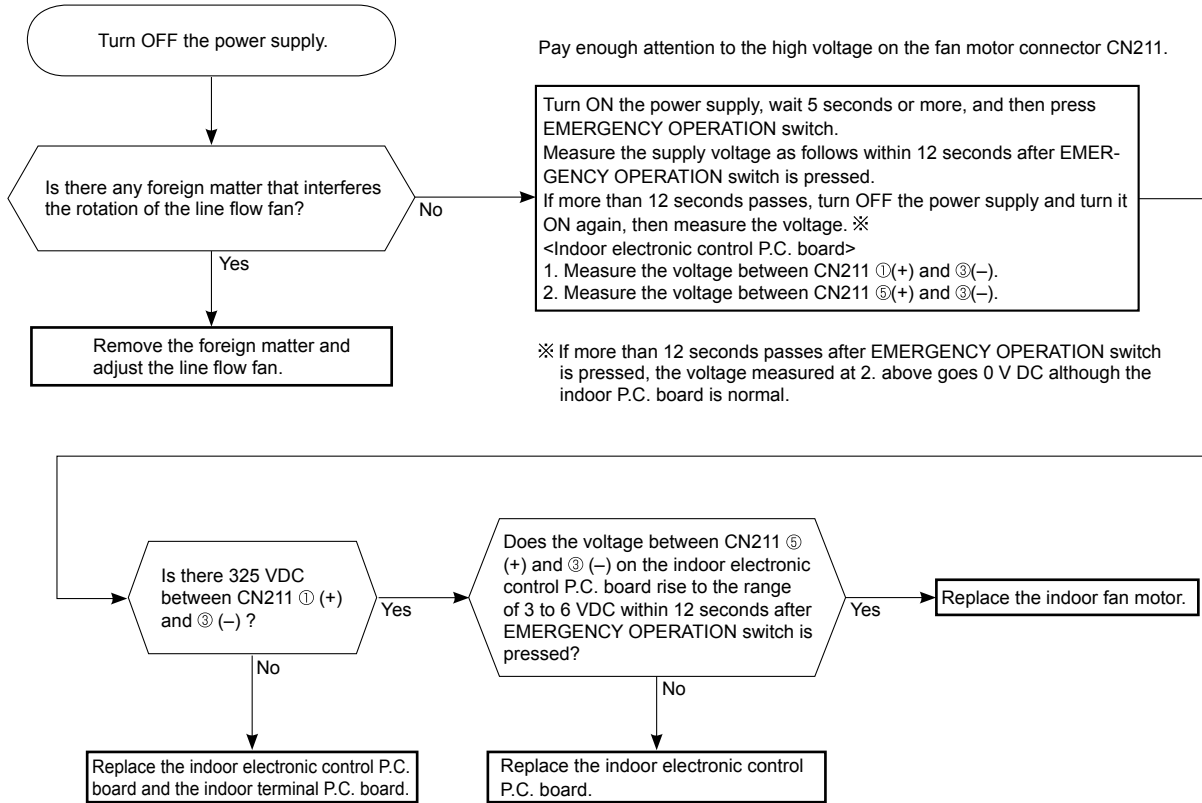 Turn OFF the power supply.
Pay enough attention to the high voltage on the fan motor connector CN211.
Is there any foreign matter that interferes
the rotation of the line flow fan?
No
Yes
Remove the foreign matter and
adjust the line flow fan.
Turn ON the power supply, wait 5 seconds or more, and then press
EMERGENCY OPERATION switch.
Measure the supply voltage as follows within 12 seconds after EMER-
GENCY OPERATION switch is pressed.
If more than 12 seconds passes, turn OFF the power supply and turn it
ON again, then measure the voltage. ※
<Indoor electronic control P.C. board>
1. Measure the voltage between CN211 ①(+) and ③(–).
2. Measure the voltage between CN211 ⑤(+) and ③(–).
※ If more than 12 seconds passes after EMERGENCY OPERATION switch
is pressed, the voltage measured at 2. above goes 0 V DC although the
indoor P.C. board is normal.
Is there 325 VDC
between CN211 ① (+)
and ③ (–) ?
Yes
No
Replace the indoor electronic control P.C.
board and the indoor terminal P.C. board.
Does the voltage between CN211 ⑤
(+) and ③ (–) on the indoor electronic
control P.C. board rise to the range
of 3 to 6 VDC within 12 seconds after
EMERGENCY OPERATION switch is
pressed?
Yes
No
Replace the indoor electronic control
P.C. board.
Replace the indoor fan motor.